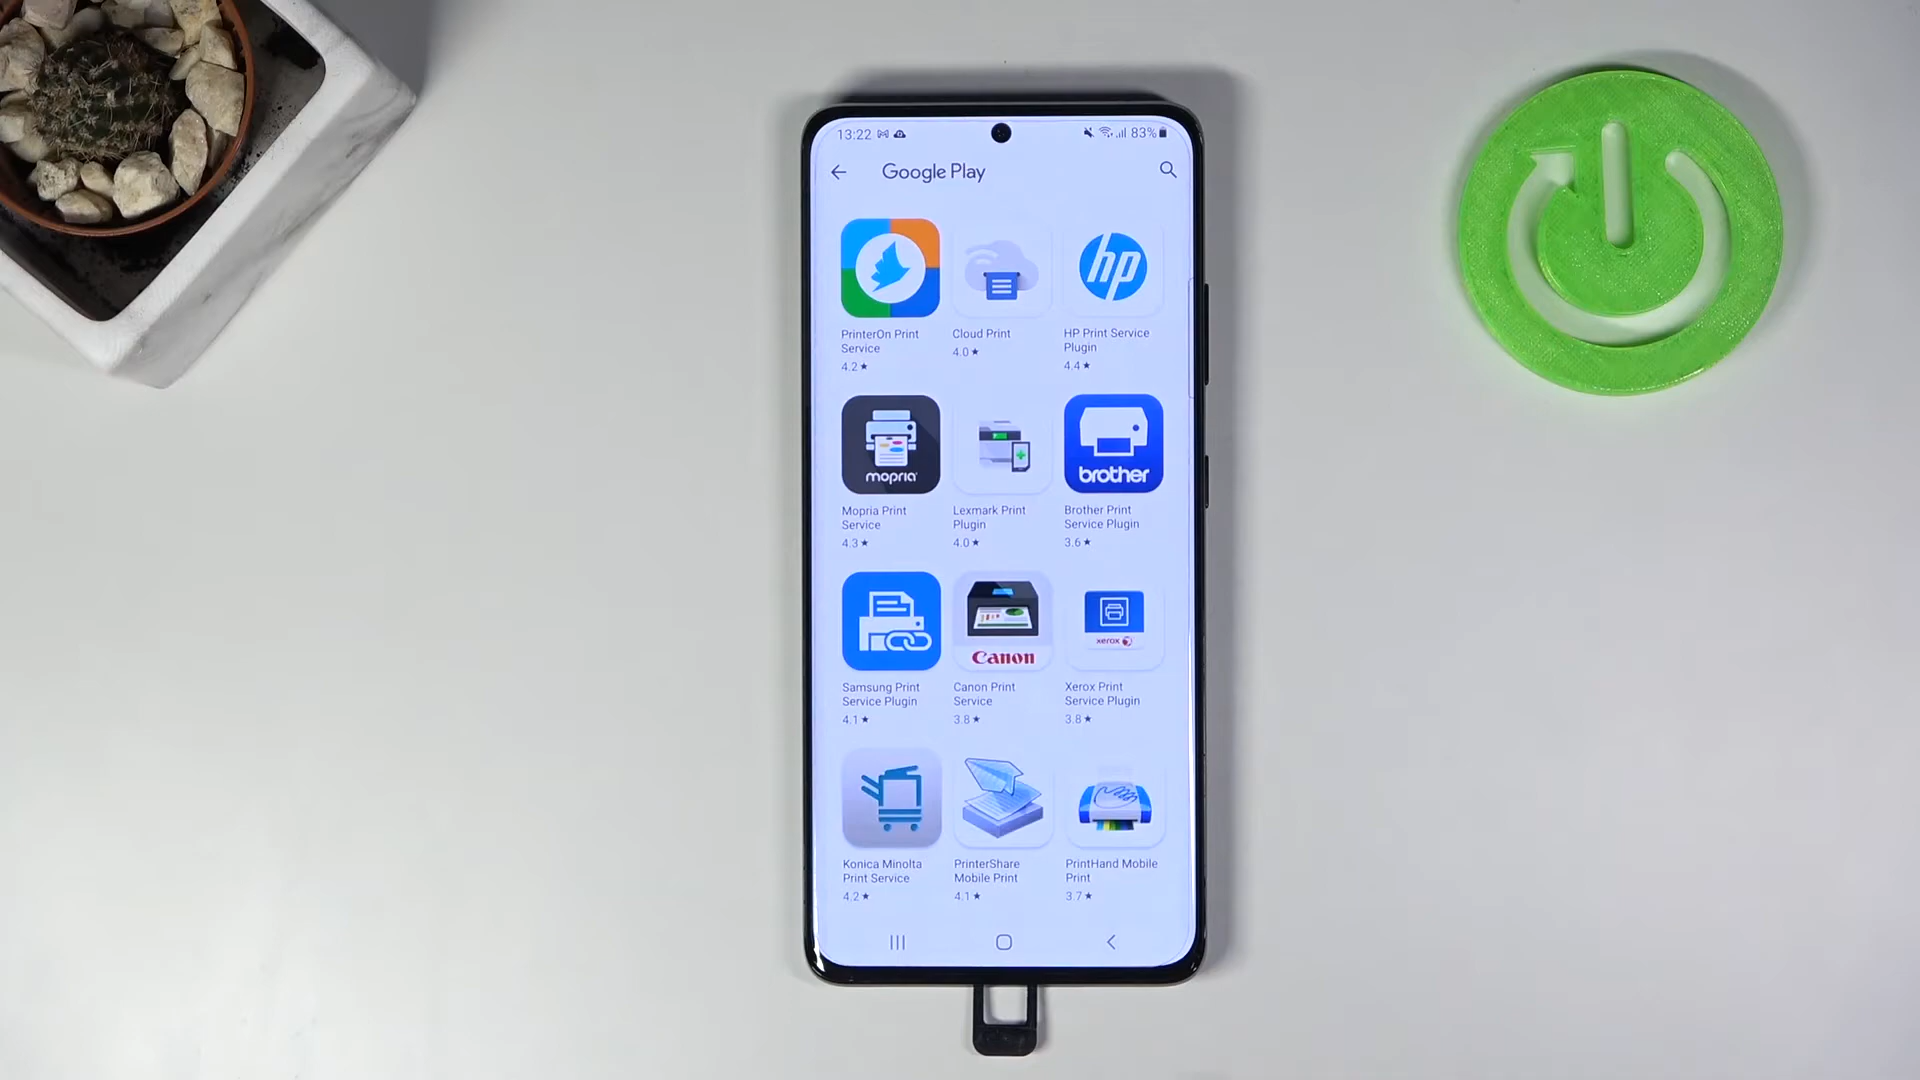 13:22 83%
Google Play
hp
PrinterOn Print
Service
4.2★
Cloud Print
4.0★
HP Print Service
Plugin
4.4★
mopria
brother
Mopria Print
Service
4.3★
Lexmark Print
Plugin
4.0★
Brother Print
Service Plugin
3.6★
Canon
xerox
Samsung Print
Service Plugin
4.1★
Canon Print
Service
3.8★
Xerox Print
Service Plugin
3.8★
Konica Minolta
Print Service
4.2★
PrinterShare
Mobile Print
4.1★
PrintHand Mobile
Print
3.7★